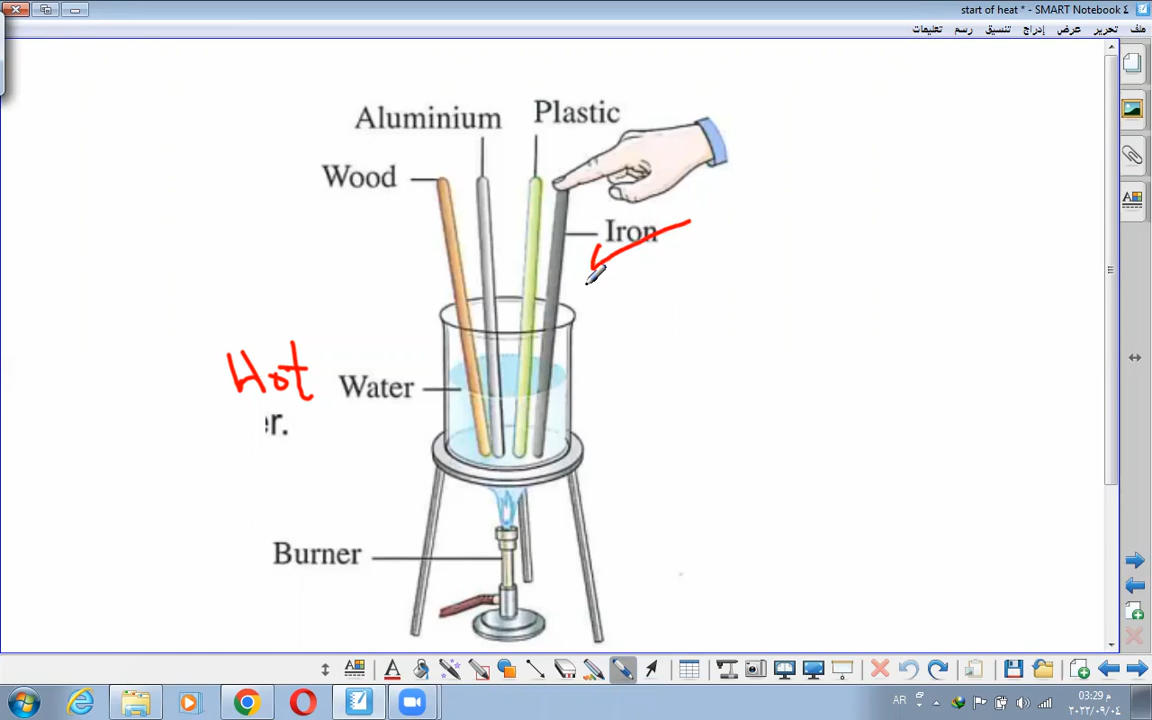 start of heat * - SMART Notebook ٤
ملف تحرير عرض إدراج تنسيق رسم تعليمات
Aluminium
Plastic
Wood
Iron
Hot
Water
er.
Burner
AR
م 03:29
٢٠٢٢/٠٩/٠٤